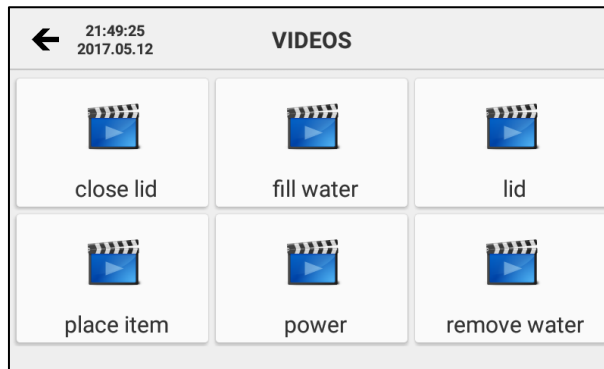 21:49:25
2017.05.12
VIDEOS
close lid
fill water
lid
place item
power
remove water